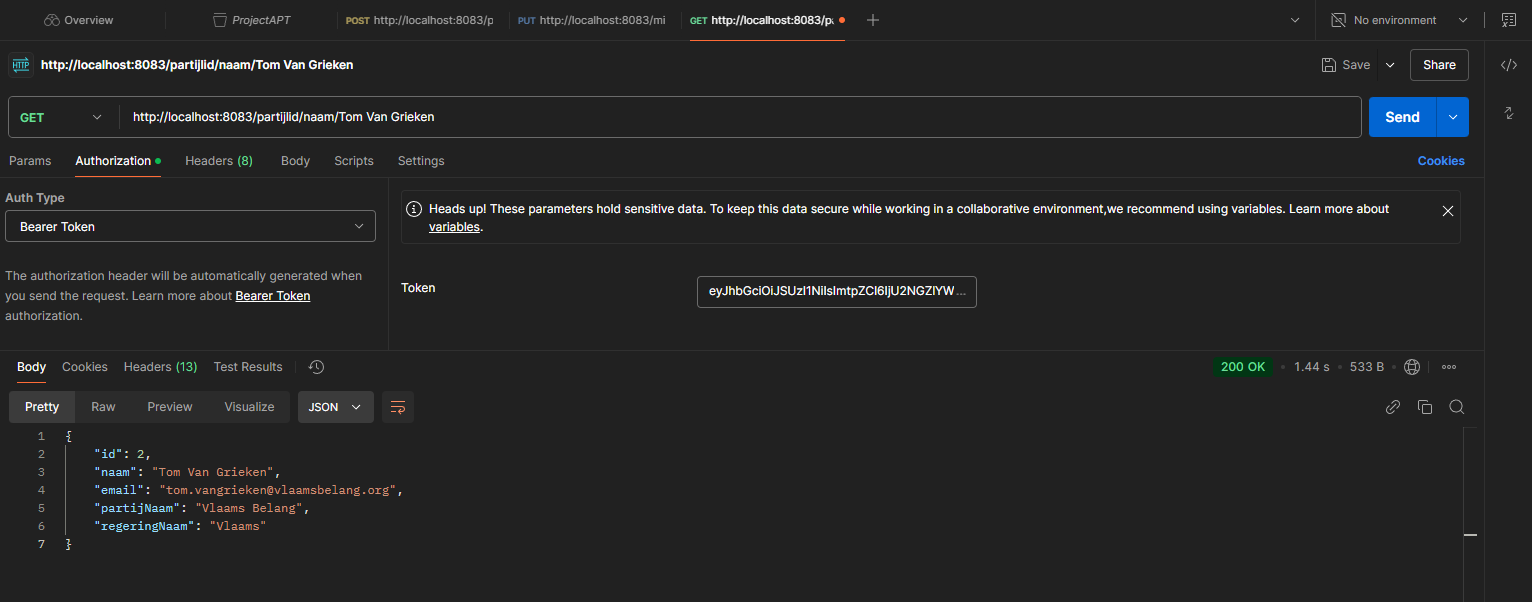 Overview
ProjectAPT
POST http://localhost:8083/p
PUT http://localhost:8083/mi
GET http://localhost:8083/pa
No environment
HTTP
http://localhost:8083/partijlid/naam/Tom Van Grieken
Save
Share
GET
http://localhost:8083/partijlid/naam/Tom Van Grieken
Send
Params
Authorization
Headers (8)
Body
Scripts
Settings
Cookies
Auth Type
Bearer Token
The authorization header will be automatically generated when
you send the request. Learn more about Bearer Token
authorization.
Heads up! These parameters hold sensitive data. To keep this data secure while working in a collaborative environment,we recommend using variables. Learn more about
variables.
Token
eyJhbGciOiJSUzI1NiIsImtpZCI6IjU2NGZlYW...
Body
Cookies
Headers (13)
Test Results
200 OK
1.44 s
533 B
Pretty
Raw
Preview
Visualize
JSON
1 {
2 "id": 2,
3 "naam": "Tom Van Grieken",
4 "email": "tom.vangrieken@vlaamsbelang.org",
5 "partijNaam": "Vlaams Belang",
6 "regeringNaam": "Vlaams"
7 }